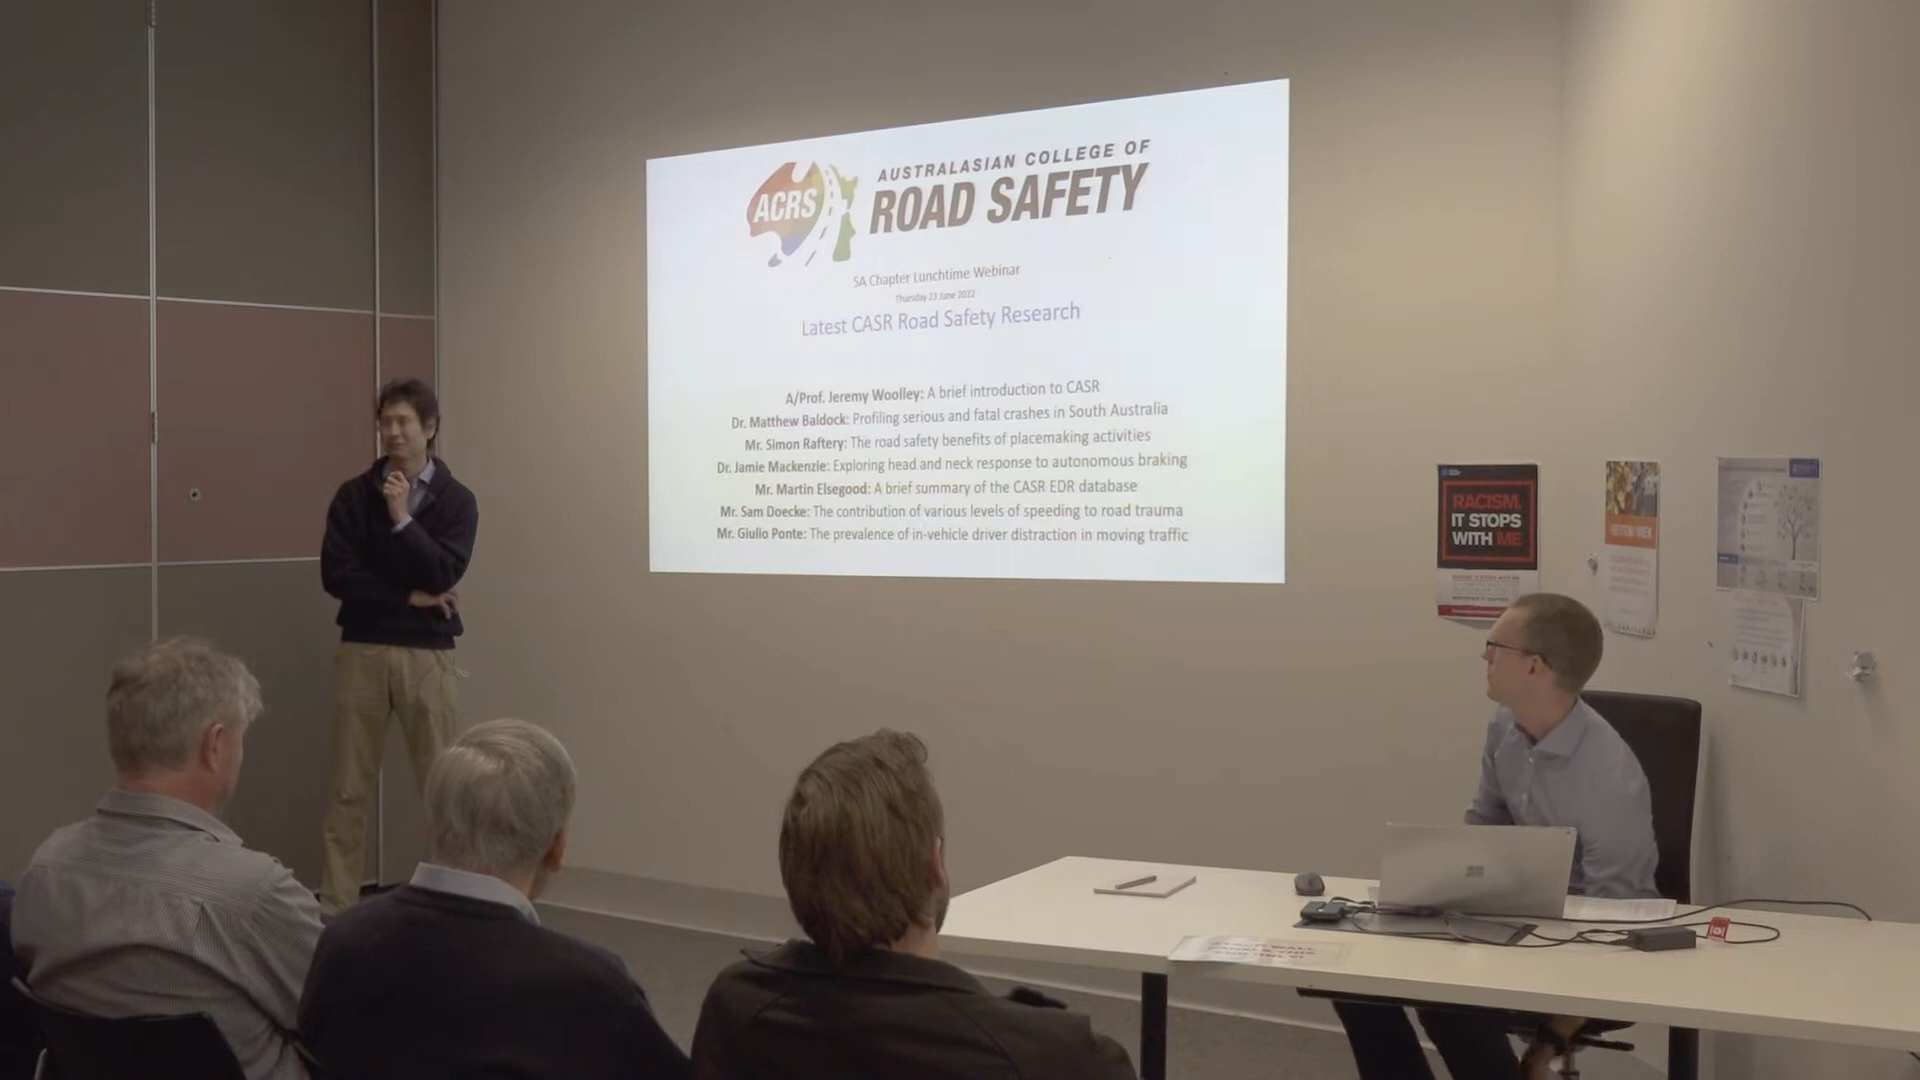 AUSTRALASIAN COLLEGE OF
ACRS
ROAD SAFETY
SA Chapter Lunchtime Webinar
Thursday 23 June 2022
Latest CASR Road Safety Research
A/Prof. Jeremy Woolley: A brief introduction to CASR
Dr. Matthew Baldock: Profiling serious and fatal crashes in South Australia
Mr. Simon Raftery: The road safety benefits of placemaking activities
Dr. Jamie Mackenzie: Exploring head and neck response to autonomous braking
Mr. Martin Elsegood: A brief summary of the CASR EDR database
Mr. Sam Doecke: The contribution of various levels of speeding to road trauma
Mr. Giulio Ponte: The prevalence of in-vehicle driver distraction in moving traffic
RACISM.
IT STOPS
WITH ME